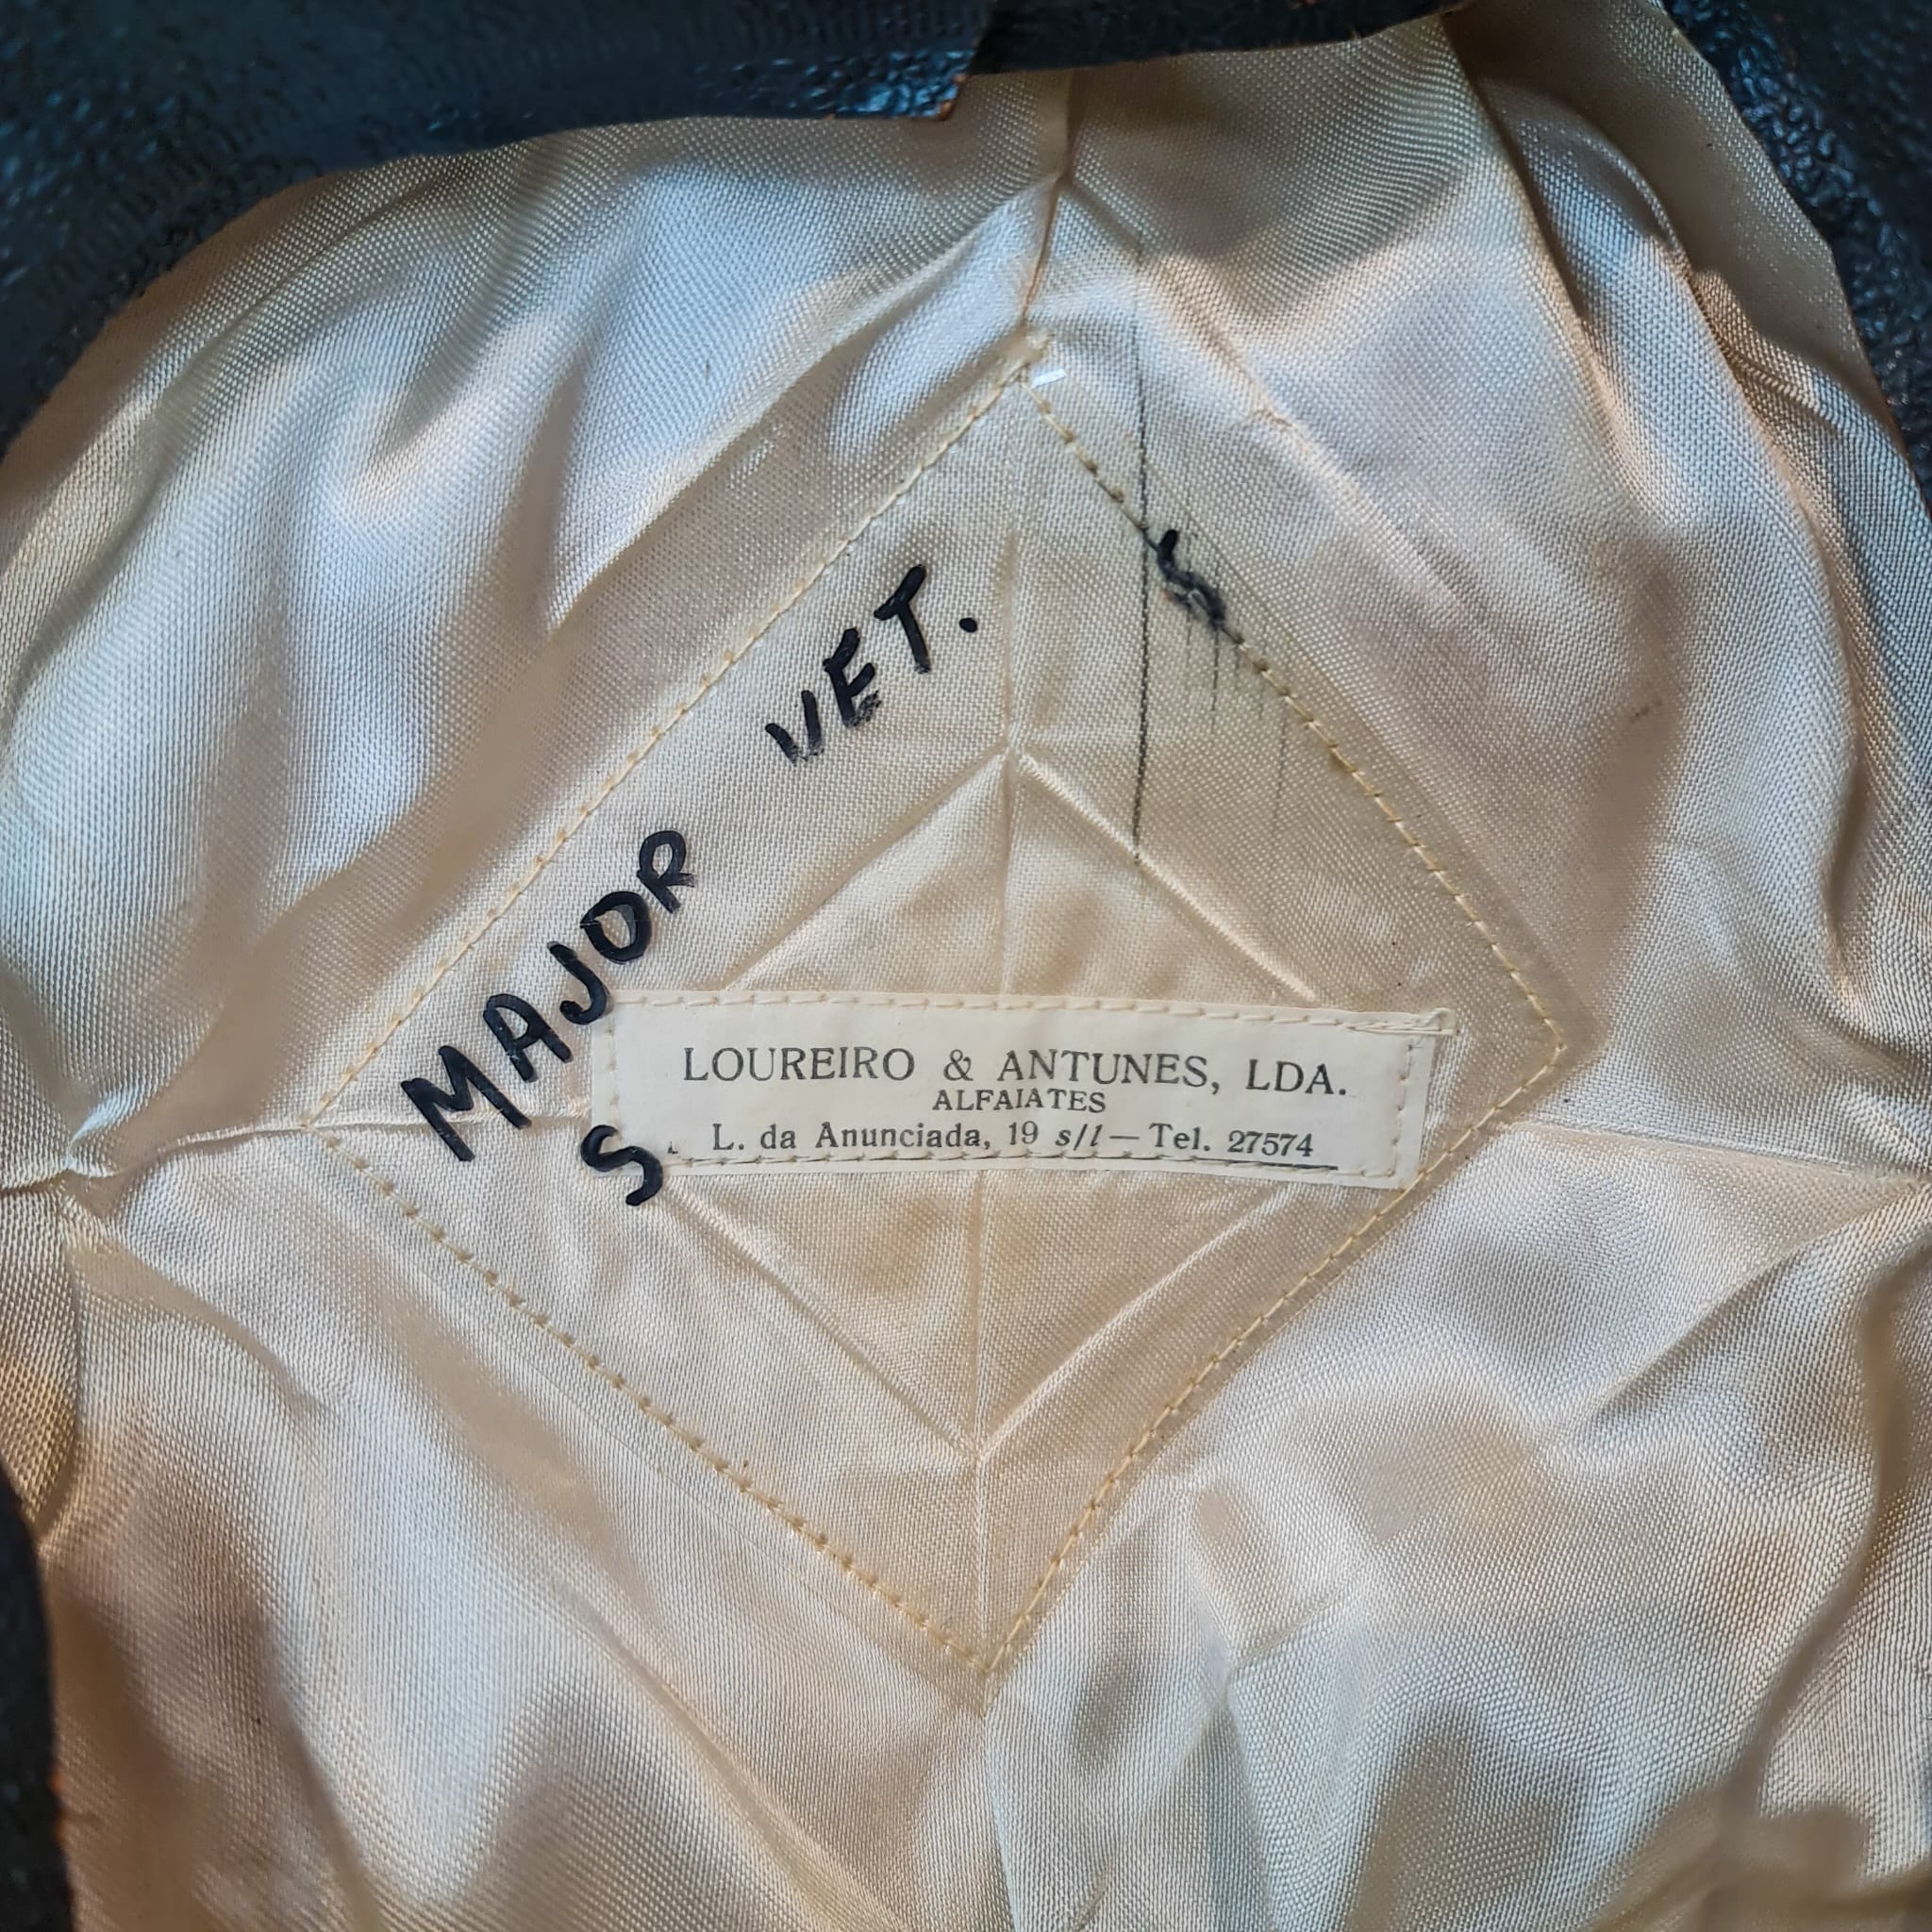 MAJOR VET.
S
S
LOUREIRO & ANTUNES, LDA.
ALFAIATES
L. da Anunciada, 19 s/l — Tel. 27574